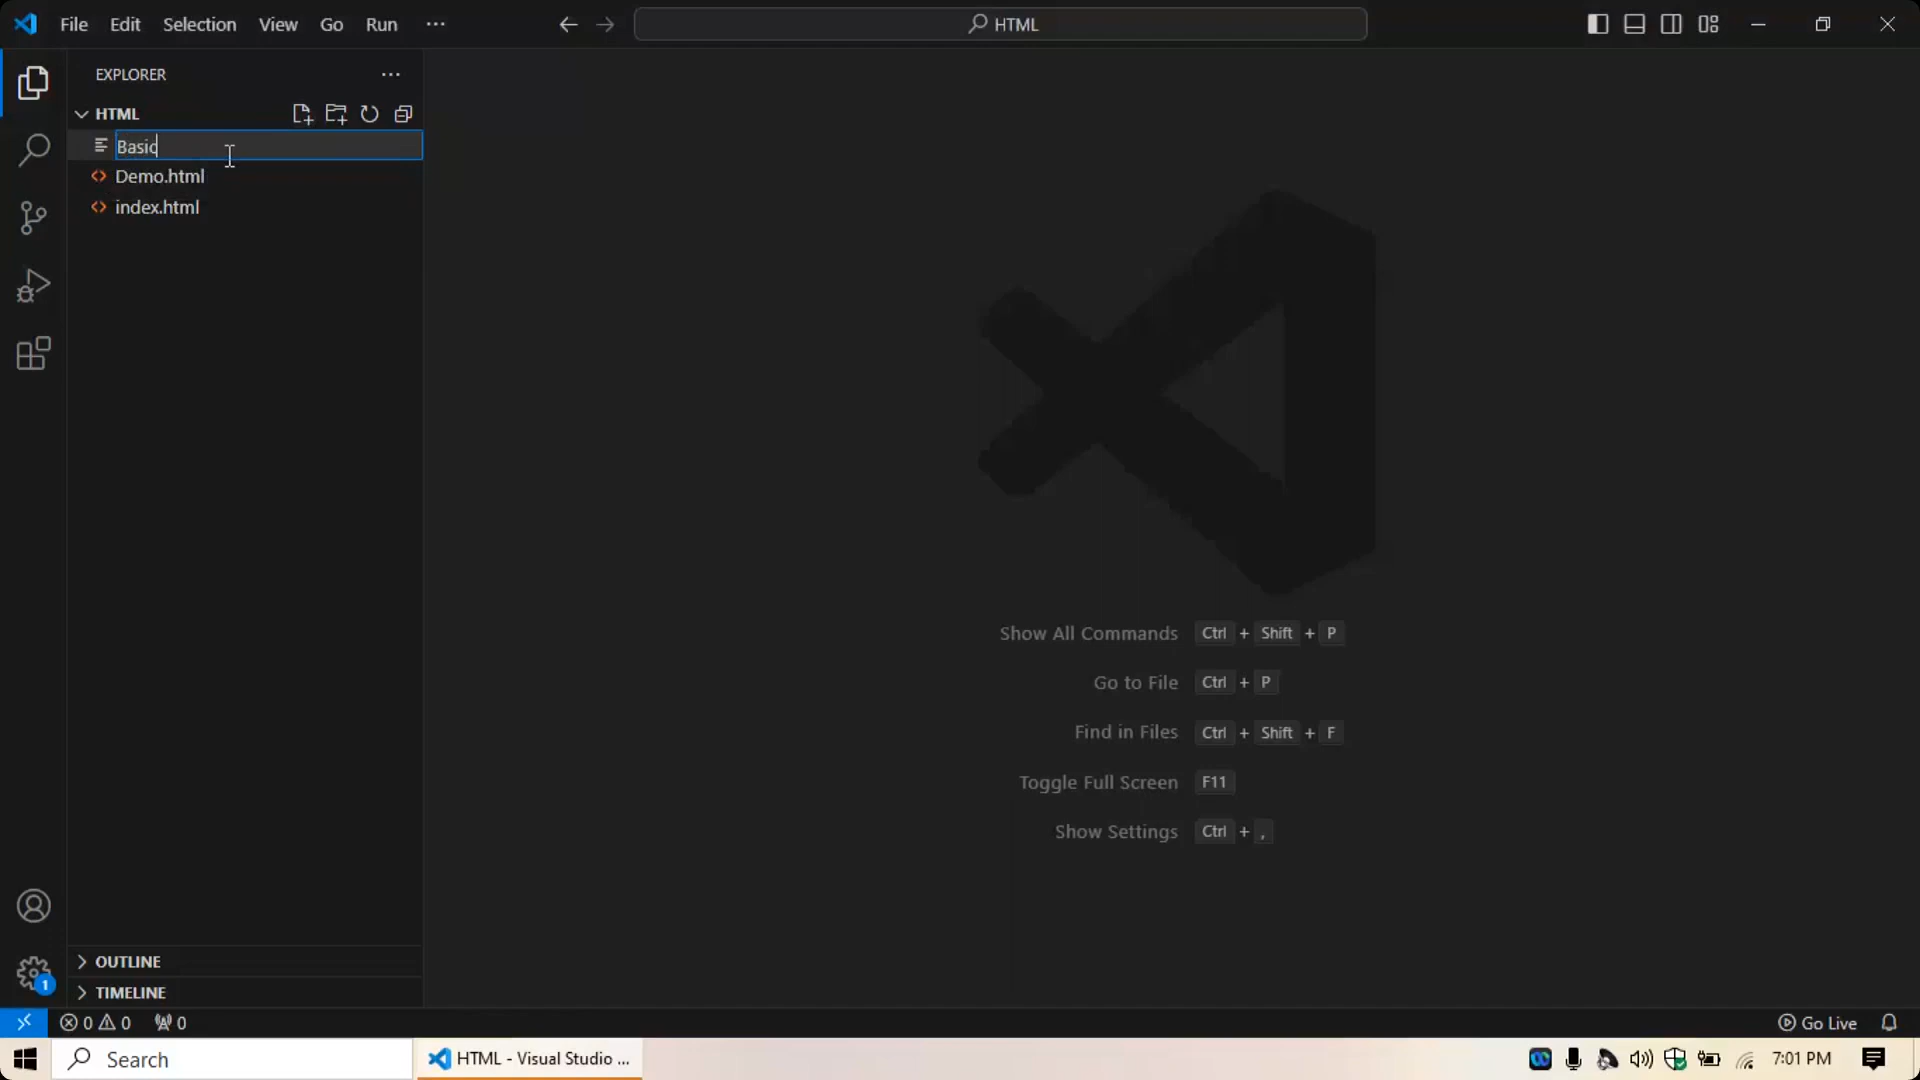 File Edit Selection View Go Run ···
HTML
EXPLORER
HTML
Basic
Demo.html
index.html
Show All Commands Ctrl + Shift + P
Go to File Ctrl + P
Find in Files Ctrl + Shift + F
Toggle Full Screen F11
Show Settings Ctrl + ,
OUTLINE
1
TIMELINE
0 0 0
Go Live
Search
HTML - Visual Studio ...
7:01 PM